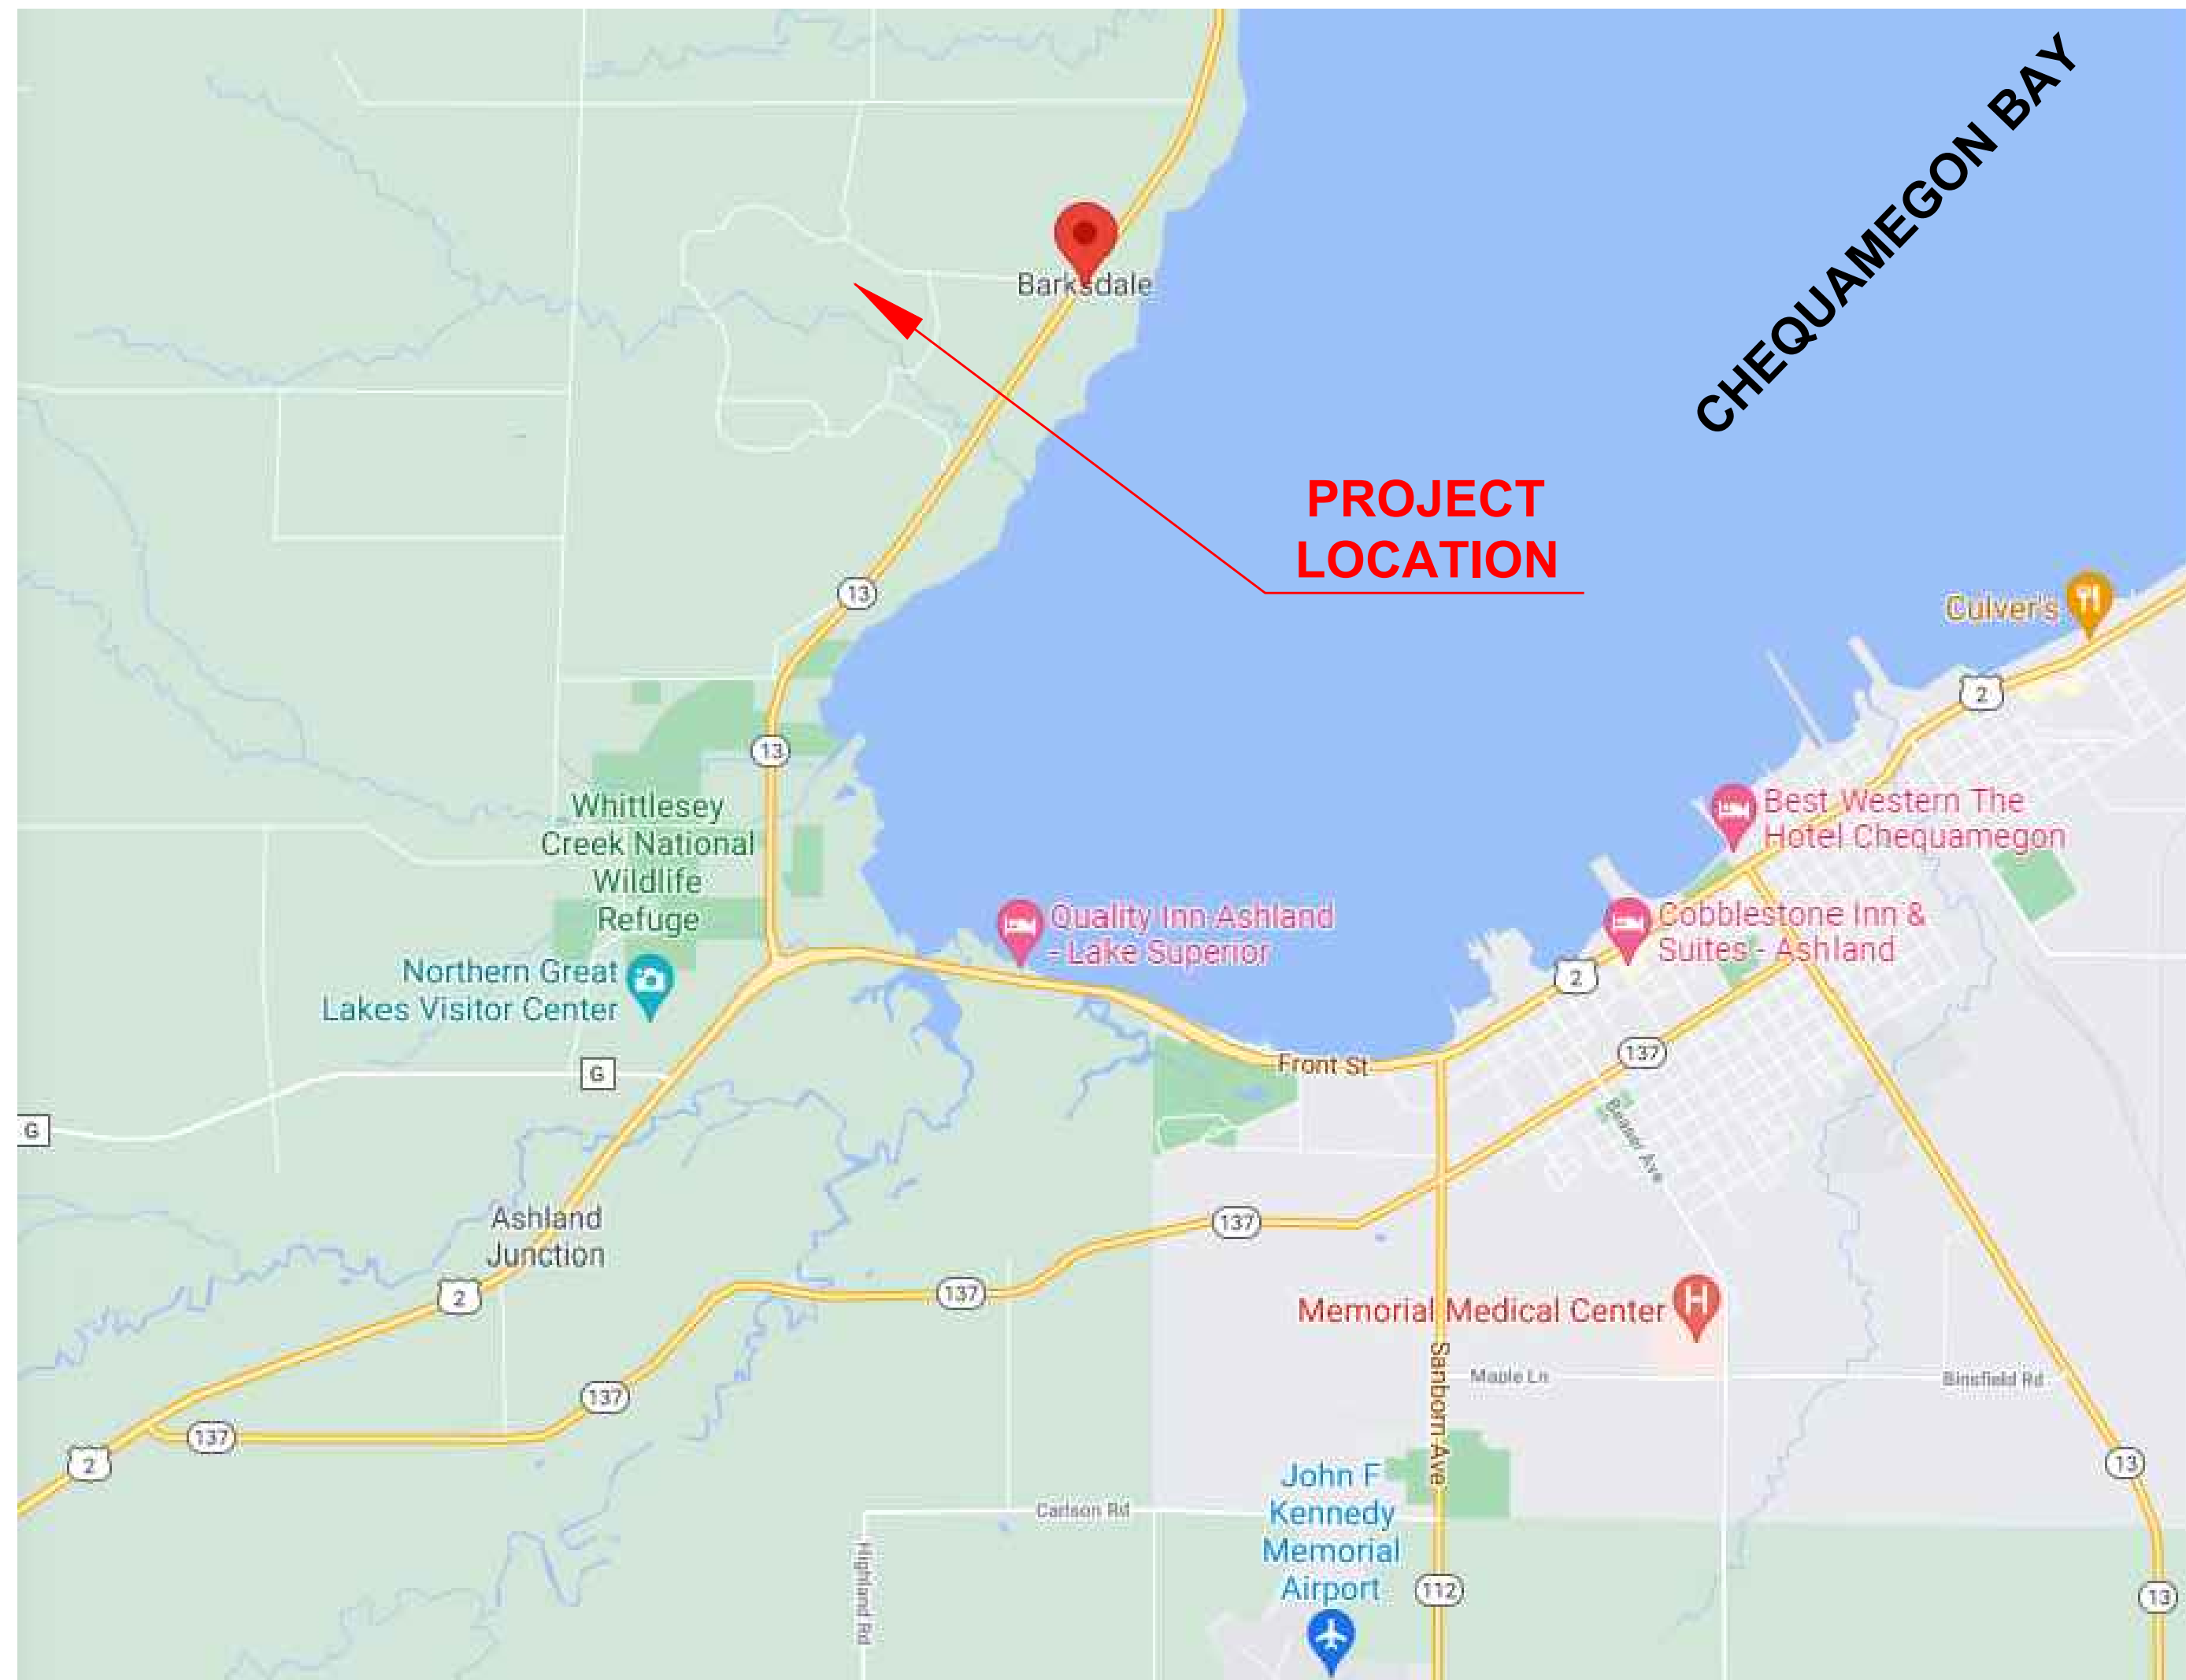 CHEQUAMEGON BAY
Barksdale
PROJECT
LOCATION
13
Culver's
2
13
Whittlesey
Creek National
Wildlife
Refuge
Best Western The
Hotel Chequamegon
Quality Inn Ashland
- Lake Superior
Cobblestone Inn &
Suites - Ashland
Northern Great
Lakes Visitor Center
2
137
Front St
G
G
Beaser Ave
Ashland
Junction
137
2
137
Memorial Medical Center
H
Sanborn Ave
Maple Ln
Binsfield Rd
137
137
2
13
John F
Kennedy
Memorial
Airport
Carlson Rd
Highland Rd
112
13